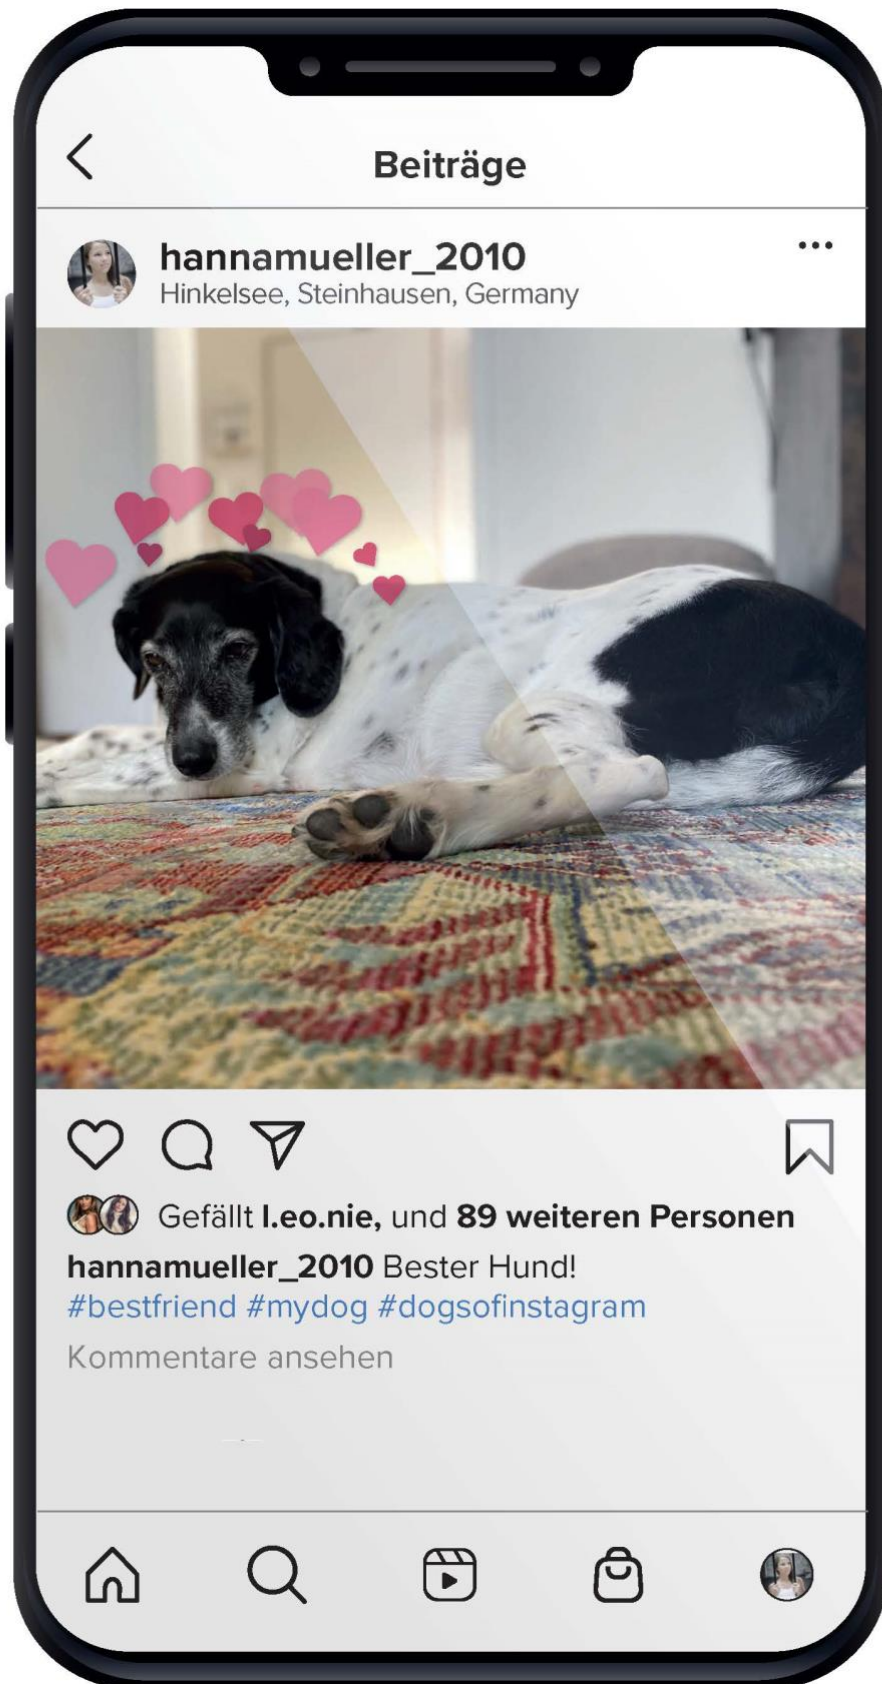 Beiträge
hannamueller_2010
Hinkelsee, Steinhausen, Germany
Gefällt l.eo.nie, und 89 weiteren Personen
hannamueller_2010 Bester Hund!
#bestfriend #mydog #dogsofinstagram
Kommentare ansehen